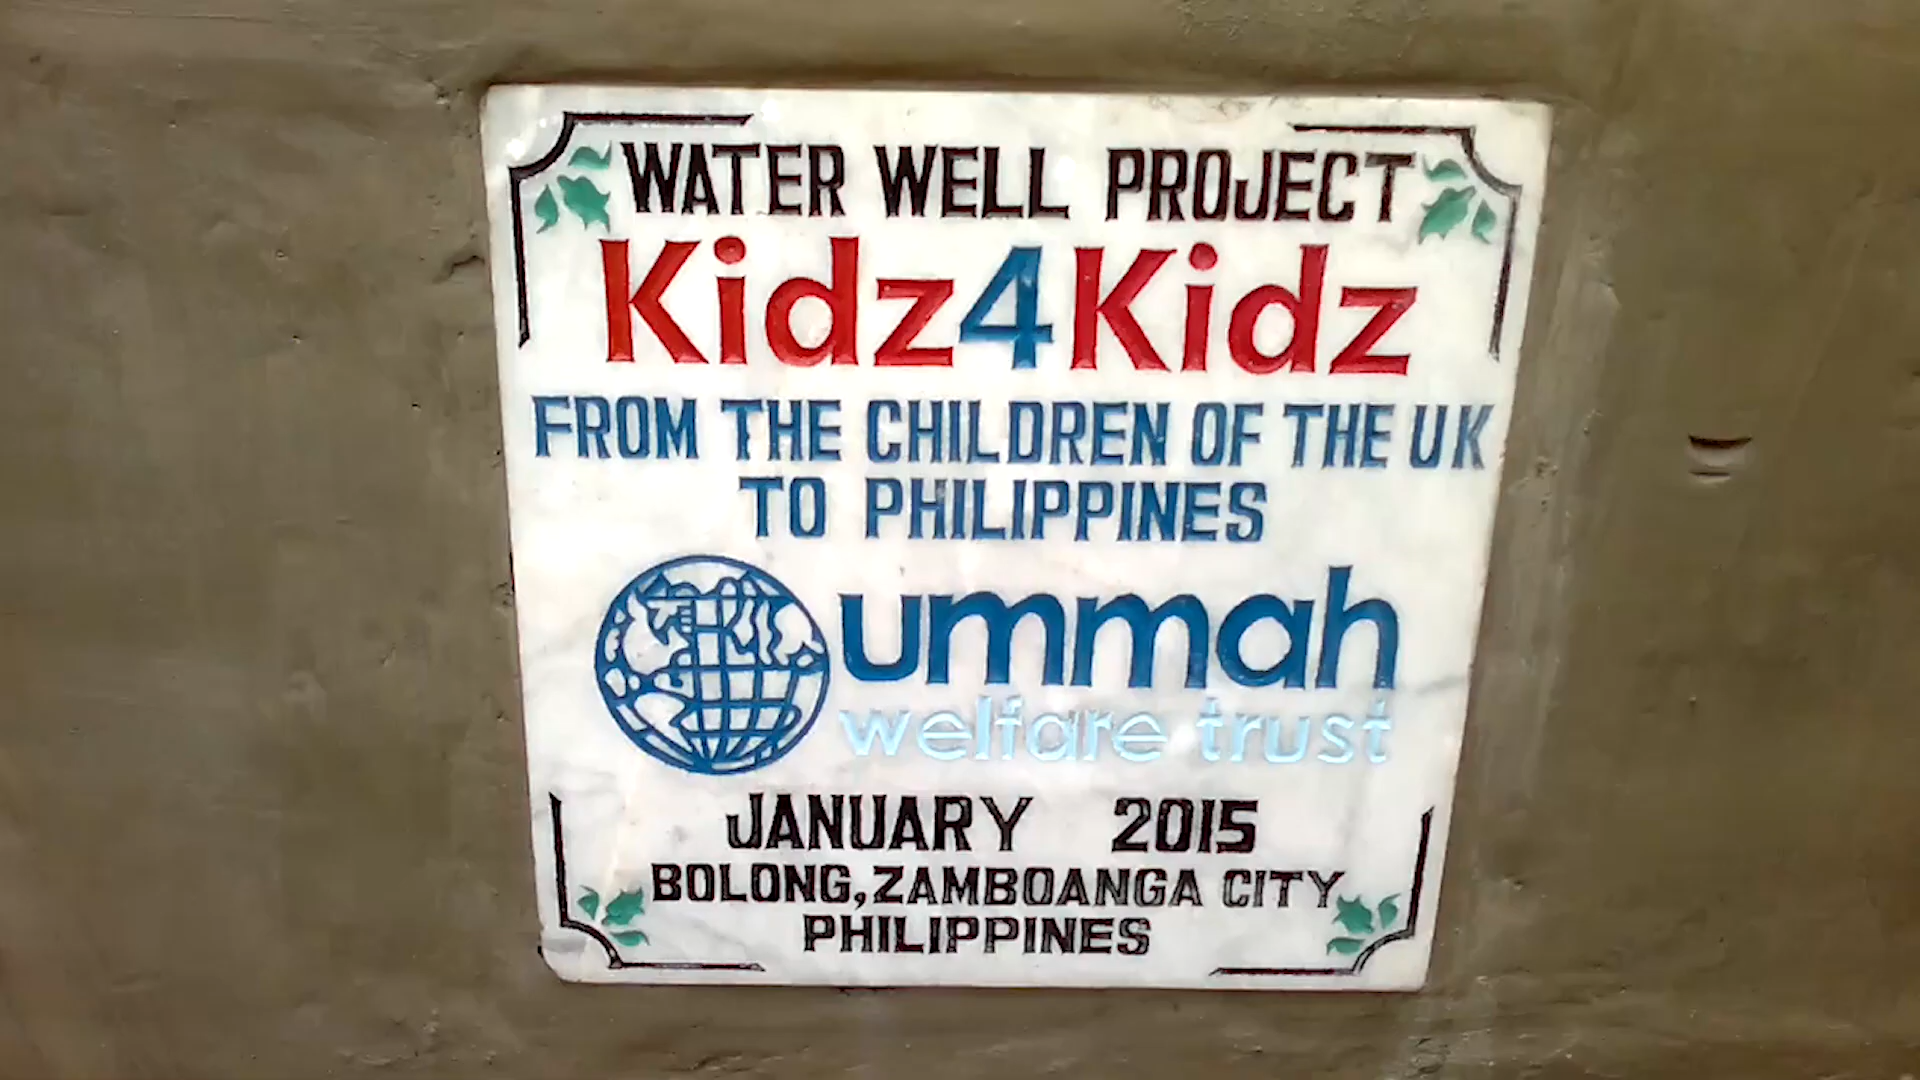 WATER WELL PROJECT
Kidz4Kidz
FROM THE CHILDREN OF THE UK
TO PHILIPPINES
ummah
welfare trust
JANUARY 2015
BOLONG, ZAMBOANGA CITY
PHILIPPINES